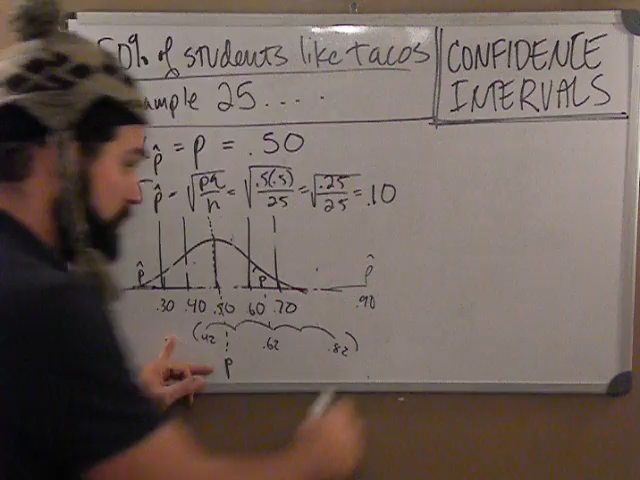 50% of students like tacos
CONFIDENCE
INTERVALS
ample 25 . . . .
p̂ = p = .50
p̂ = √pq/n = √.5(.5)/25 = √.25/25 = .10
p̂ p p̂
.30 .40 .50 .60 .70 .90
(.42 .62 .82)
p